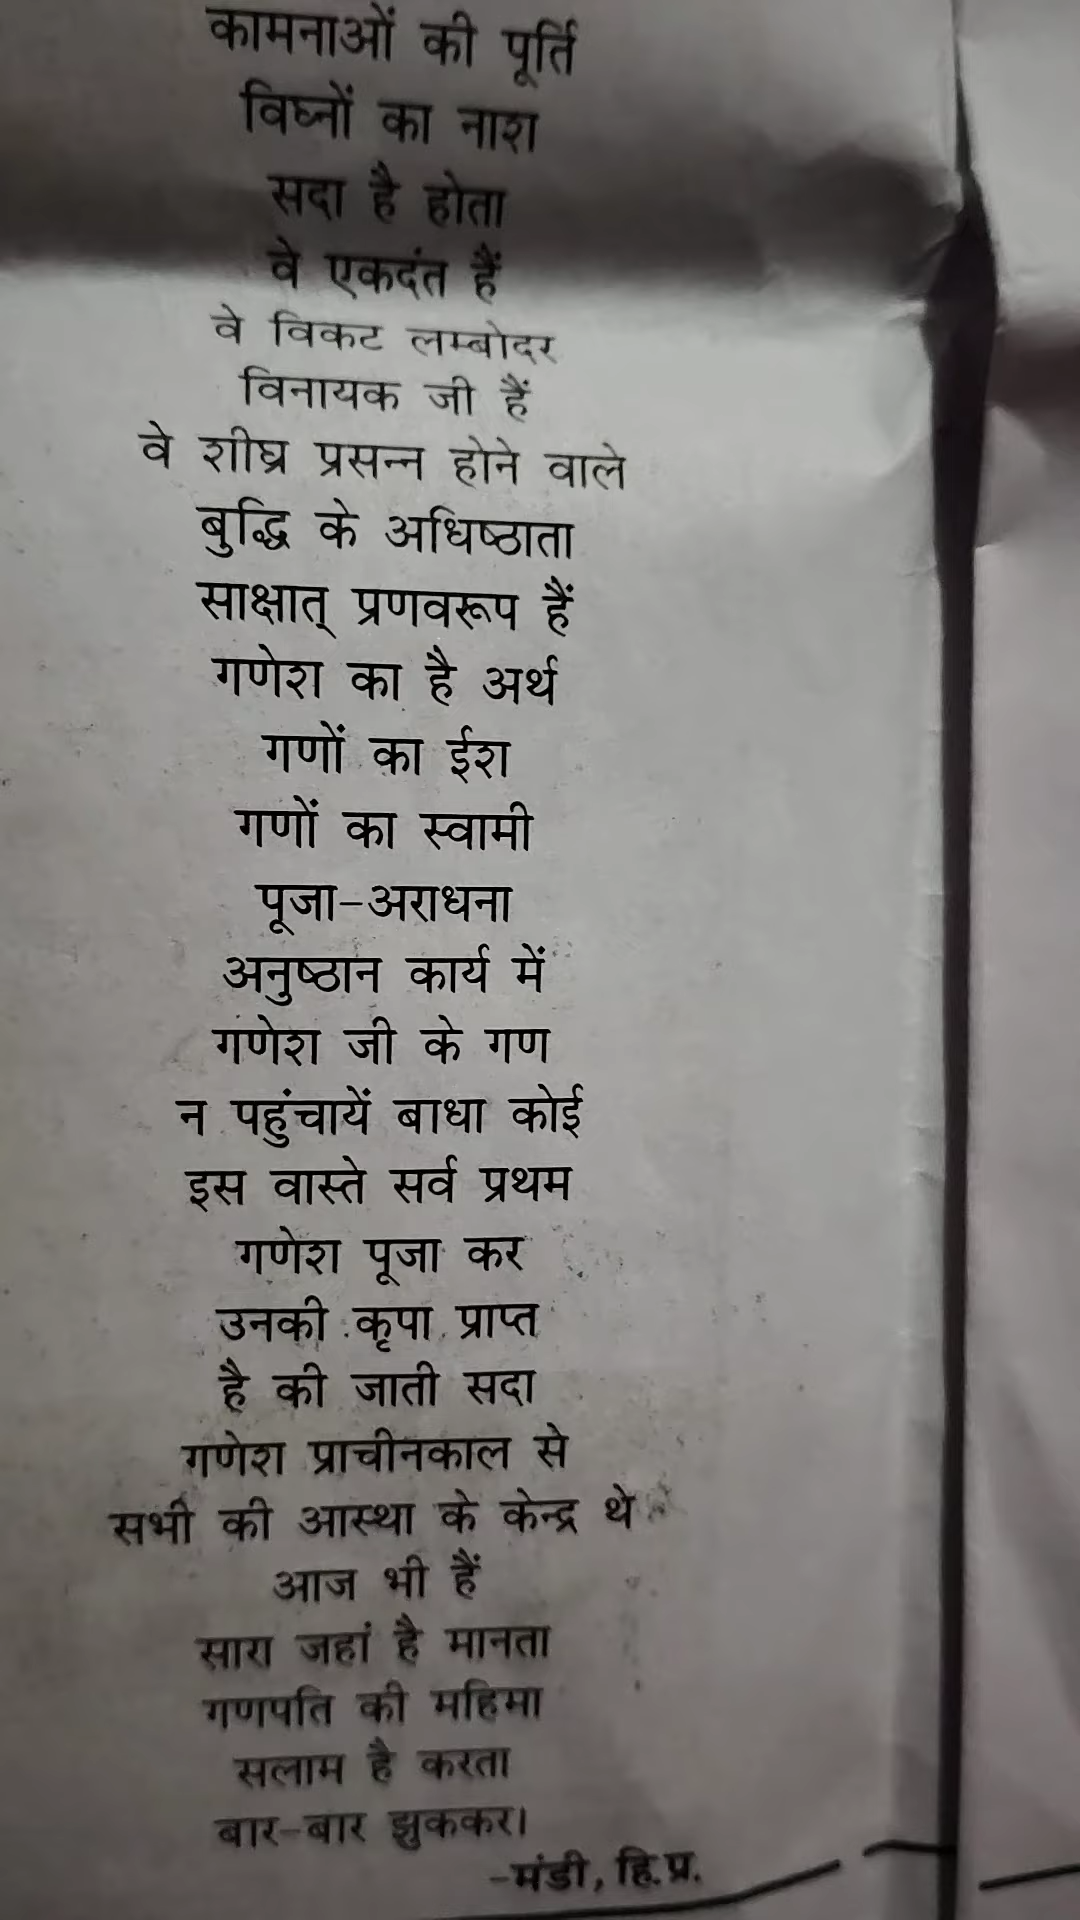 कामनाओं की पूर्ति
विघ्नों का नाश
सदा है होता
वे एकदंत हैं
वे विकट लम्बोदर
विनायक जी हैं
वे शीघ्र प्रसन्न होने वाले
बुद्धि के अधिष्ठाता
साक्षात् प्रणवरूप हैं
गणेश का है अर्थ
गणों का ईश
गणों का स्वामी
पूजा-अराधना
अनुष्ठान कार्य में
गणेश जी के गण
न पहुंचायें बाधा कोई
इस वास्ते सर्व प्रथम
गणेश पूजा कर
उनकी कृपा प्राप्त
है की जाती सदा
गणेश प्राचीनकाल से
सभी की आस्था के केन्द्र थे
आज भी हैं
सारा जहां है मानता
गणपति की महिमा
सलाम है करता
बार-बार झुककर।
-मंडी, हि.प्र.